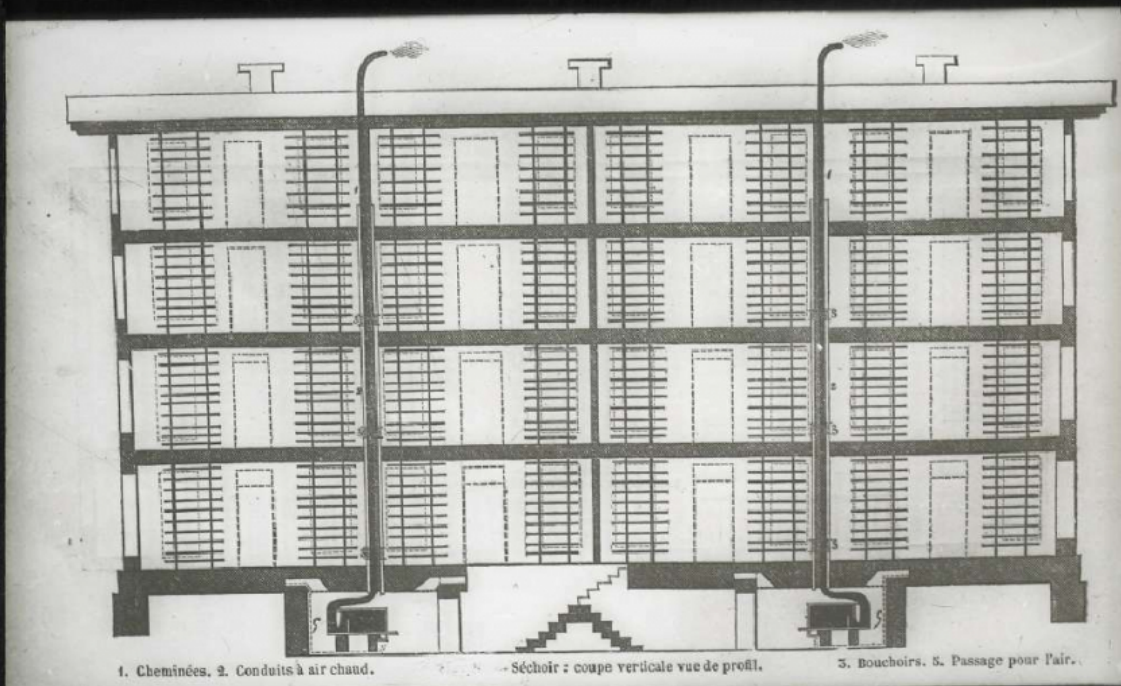 1. Cheminées. 2. Conduits à air chaud.
Séchoir : coupe verticale vue de profil.
3. Bouchoirs. 5. Passage pour l'air.